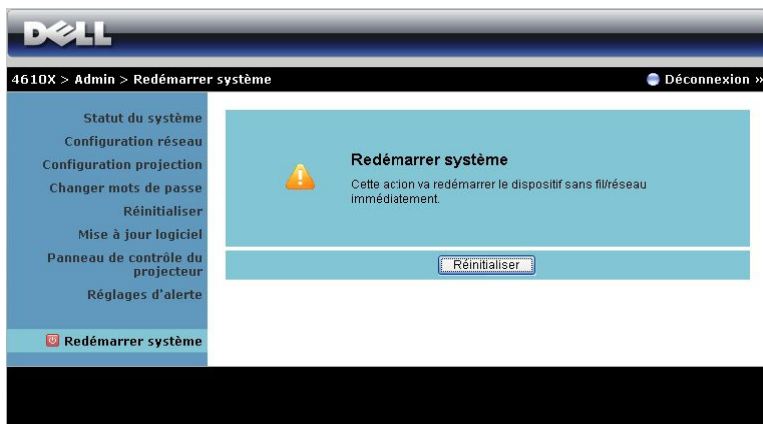 DELL
4610X > Admin > Redémarrer système
Déconnexion »
Statut du système
Configuration réseau
Configuration projection
Changer mots de passe
Réinitialiser
Mise à jour logiciel
Panneau de contrôle du
projecteur
Réglages d'alerte
Redémarrer système
Redémarrer système
Cette action va redémarrer le dispositif sans fil/réseau
immédiatement.
Réinitialiser